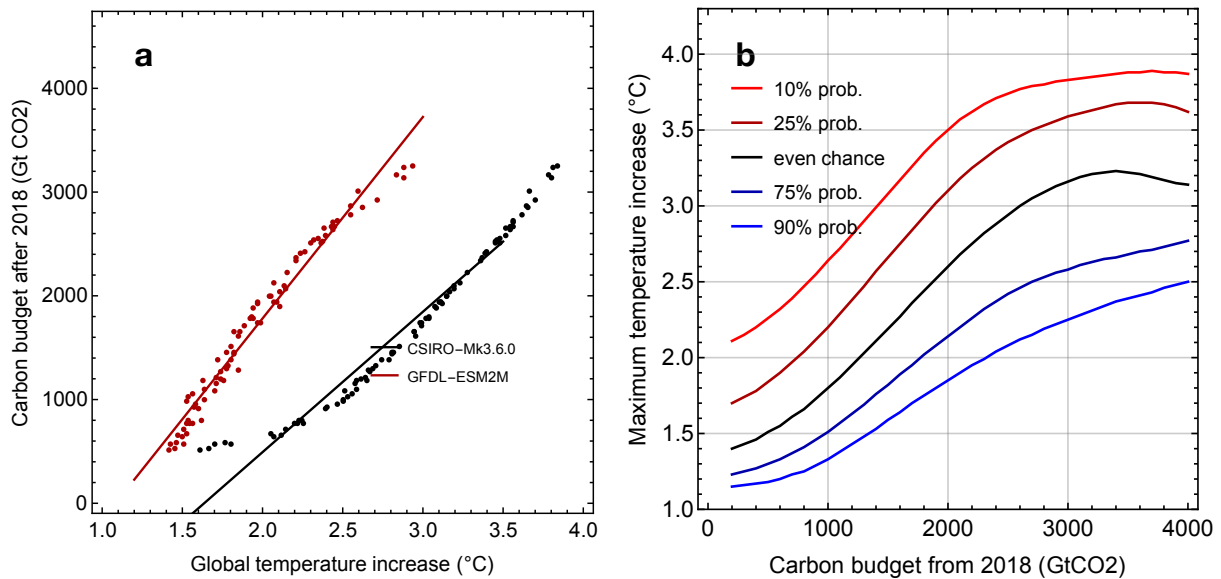 a
Carbon budget after 2018 (Gt CO2)
4000
3000
2000
1000
0
CSIRO−Mk3.6.0
GFDL−ESM2M
1.0 1.5 2.0 2.5 3.0 3.5 4.0
Global temperature increase (°C)
b
Maximum temperature increase (°C)
4.0
3.5
3.0
2.5
2.0
1.5
1.0
10% prob.
25% prob.
even chance
75% prob.
90% prob.
0 1000 2000 3000 4000
Carbon budget from 2018 (GtCO2)